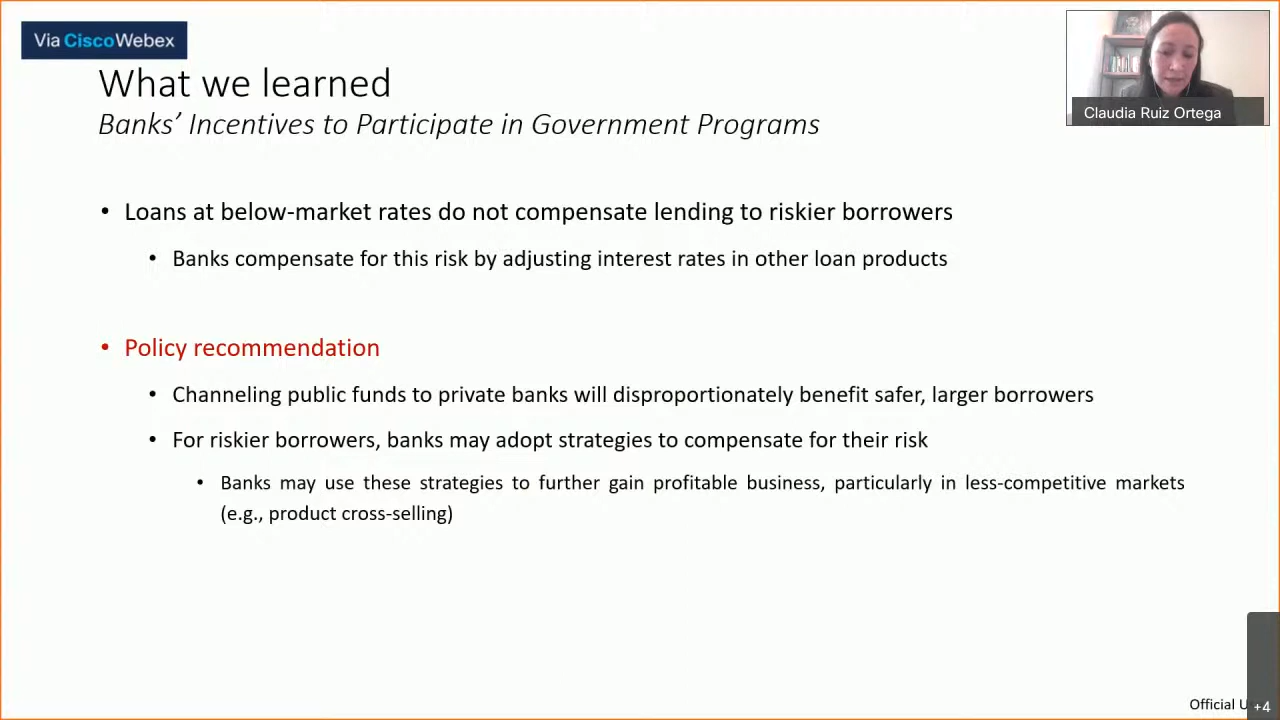 Via CiscoWebex
What we learned
Banks' Incentives to Participate in Government Programs
Claudia Ruiz Ortega
• Loans at below-market rates do not compensate lending to riskier borrowers
• Banks compensate for this risk by adjusting interest rates in other loan products
• Policy recommendation
• Channeling public funds to private banks will disproportionately benefit safer, larger borrowers
• For riskier borrowers, banks may adopt strategies to compensate for their risk
• Banks may use these strategies to further gain profitable business, particularly in less-competitive markets
(e.g., product cross-selling)
Official
+4